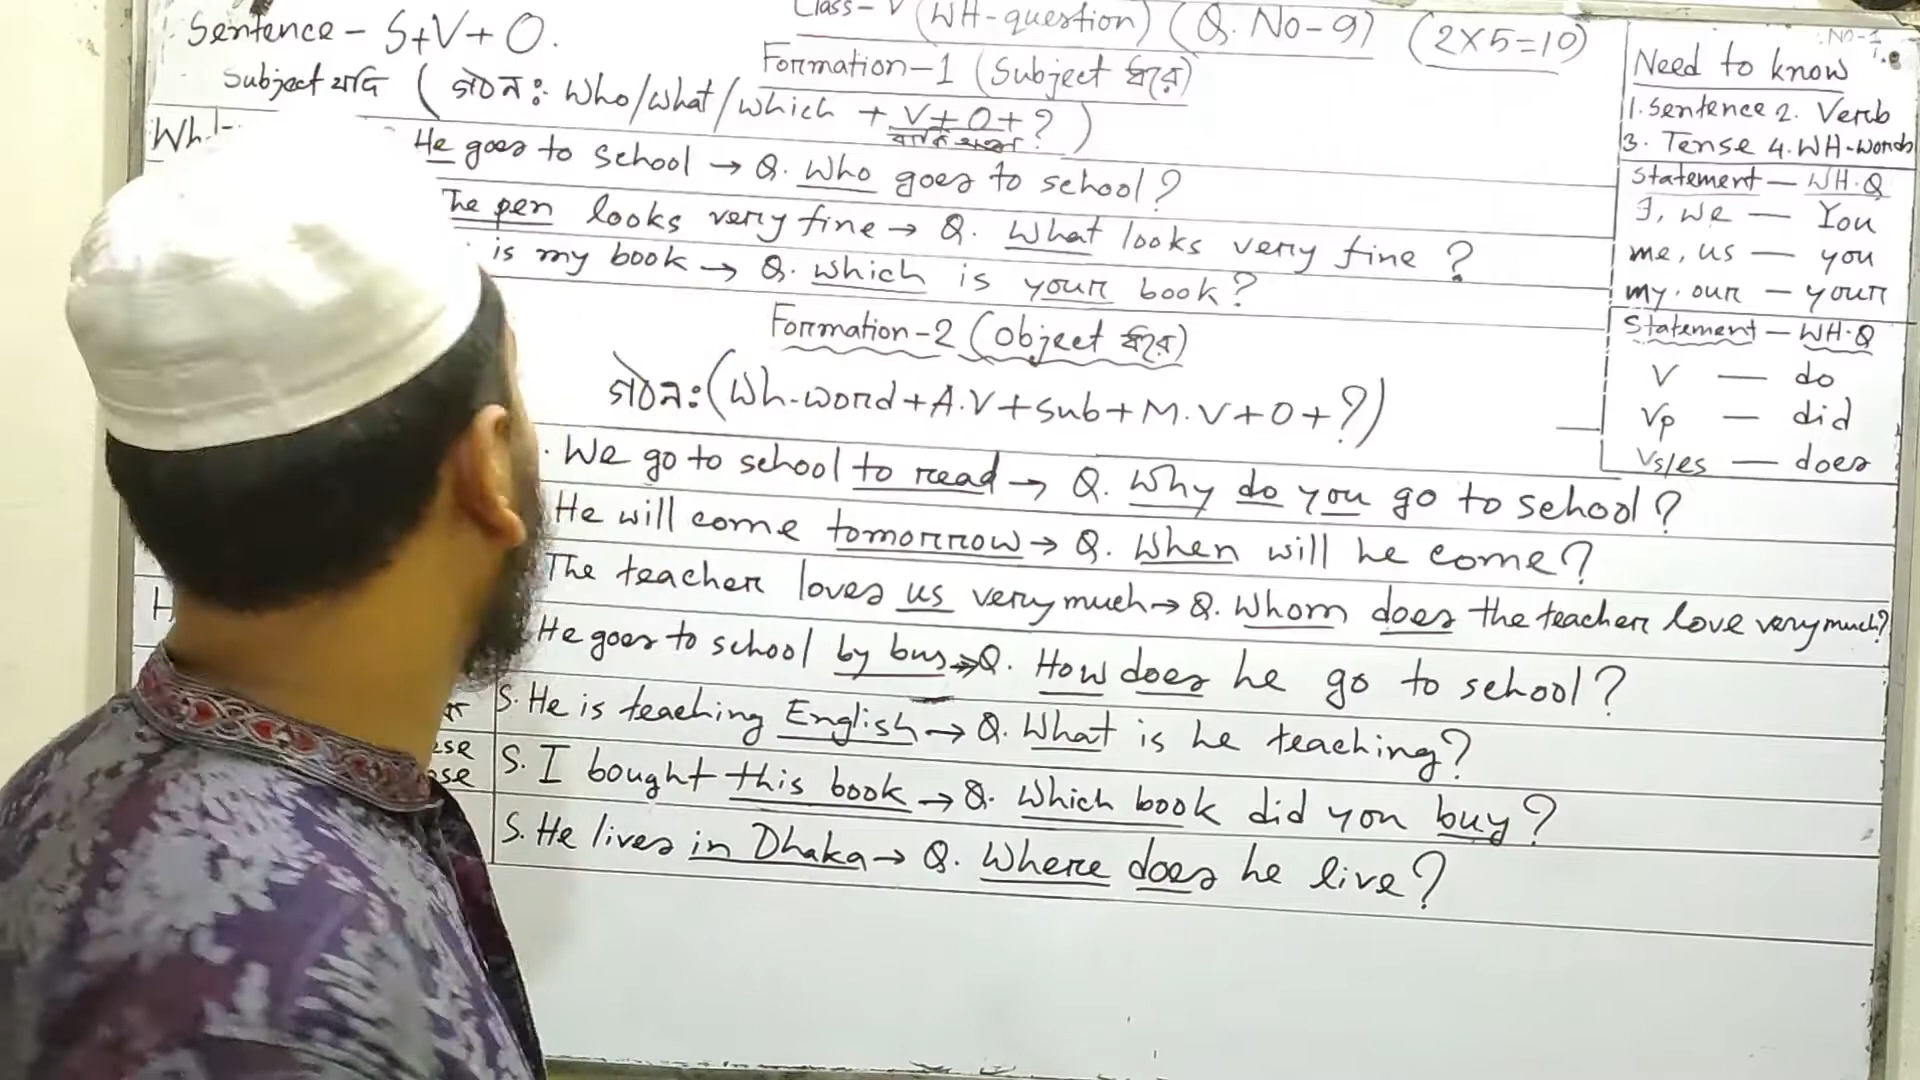 Sentence - S+V+O.
Class- V (WH-question) (Q. No-9) (2x5=10)
Formation-1 (Subject হলে)
Subject বাদ (গঠন: Who/what/which + V+O+?)
He goes to school → Q. Who goes to school?
The pen looks very fine → Q. What looks very fine?
is my book → Q. which is your book?
Formation-2 (Object হলে)
গঠন: (Wh-word+A.V+Sub+M.V+O+?)
We go to school to read → Q. Why do you go to school?
He will come tomorrow → Q. When will he come?
The teacher loves us very much → Q. Whom does the teacher love very much?
He goes to school by bus → Q. How does he go to school?
S. He is teaching English → Q. What is he teaching?
S. I bought this book → Q. Which book did you buy?
S. He lives in Dhaka → Q. Where does he live?
Need to know
1. Sentence 2. Verb
3. Tense 4. WH-words
Statement — WH.Q
I, we — You
me, us — you
my, our — your
Statement — WH.Q
V — do
Vp — did
Vs/es — does